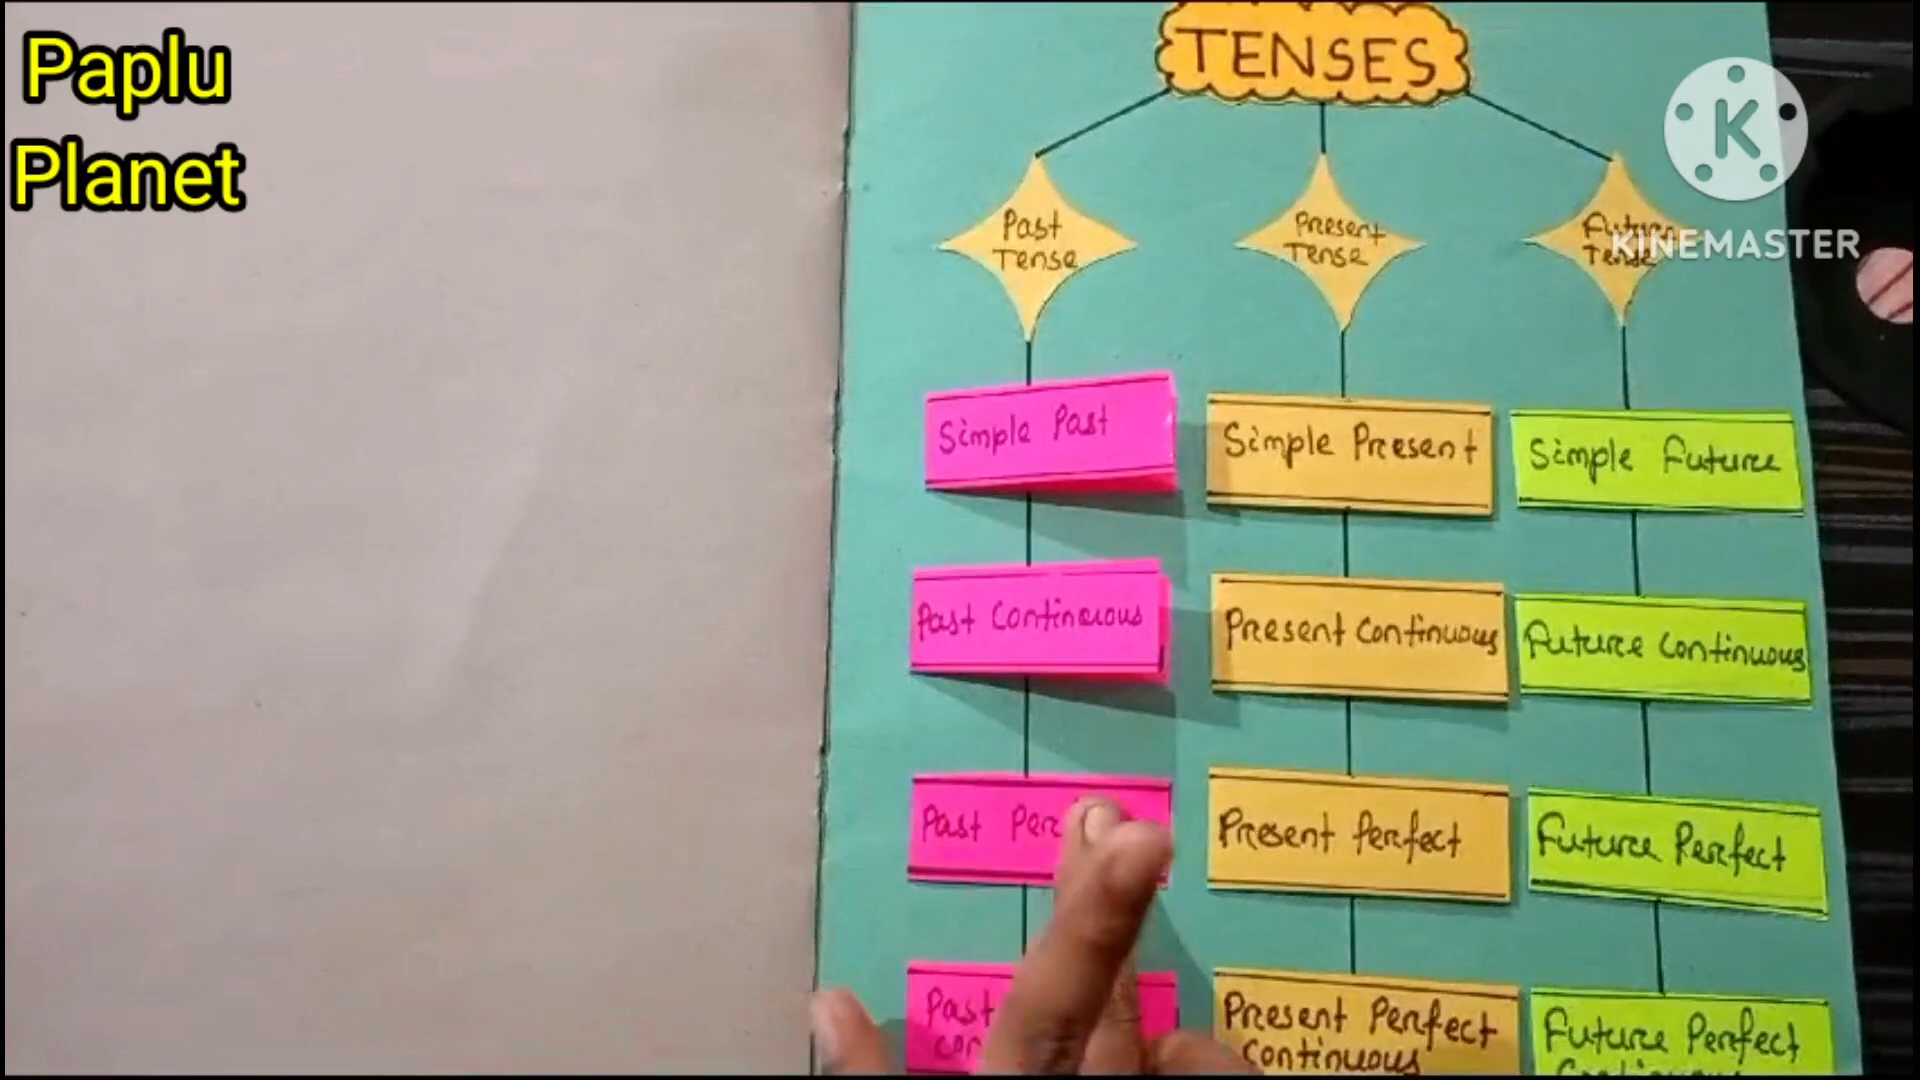 Paplu
Planet
TENSES
K
KINEMASTER
Past
Tense
Present
Tense
Future
Tense
Simple Past
Simple Present
Simple Future
Past Continuous
Present Continuous
Future Continuous
Past
Present Perfect
Future Perfect
Past
Present Perfect
Continuous
Future Perfect